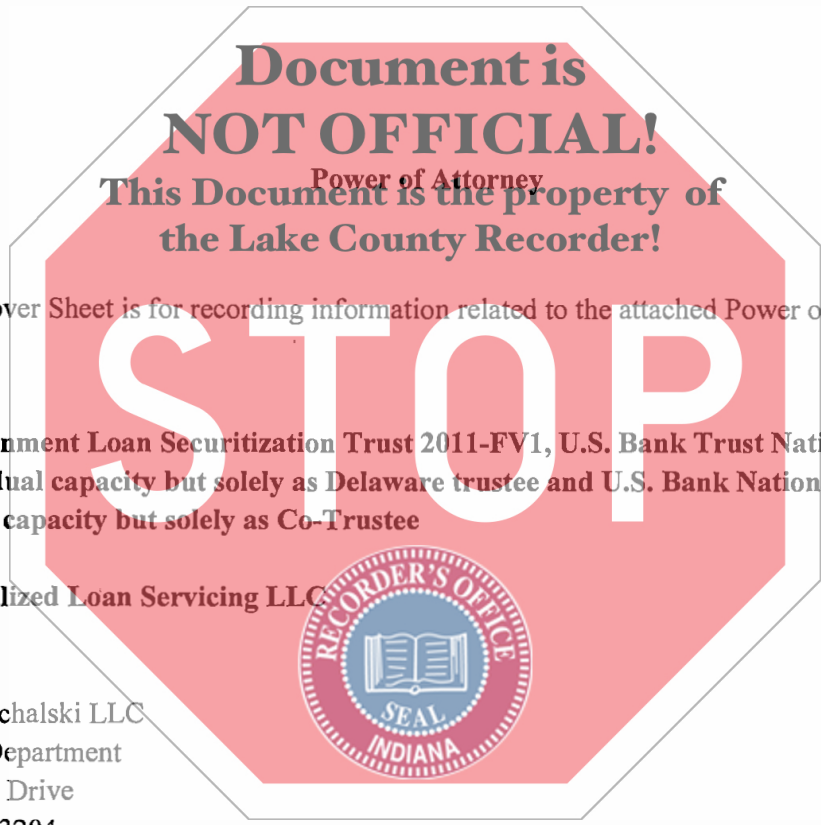 Document is
NOT OFFICIAL!
Power of Attorney
This Document is the property of
the Lake County Recorder!
ver Sheet is for recording information related to the attached Power o
STOP
nment Loan Securitization Trust 2011-FV1, U.S. Bank Trust Nati
ual capacity but solely as Delaware trustee and U.S. Bank Nation
capacity but solely as Co-Trustee
lized Loan Servicing LLC
RECORDER'S OFFICE
SEAL
INDIANA
chalski LLC
Department
Drive